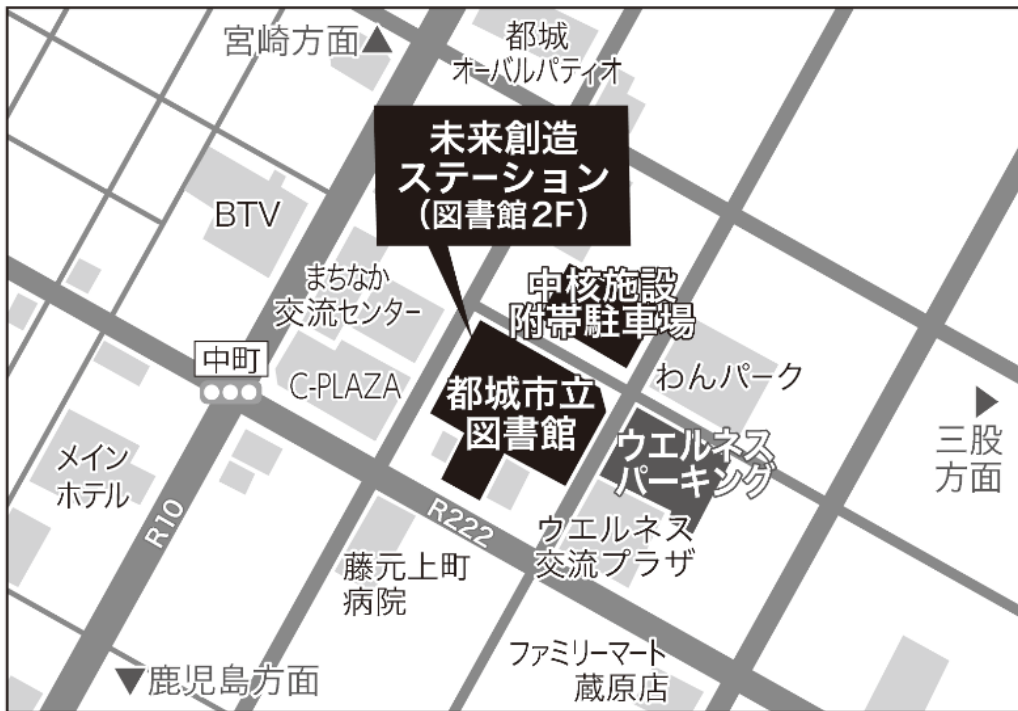 宮崎方面▲
都城
オーバルパティオ
未来創造
ステーション
（図書館2F）
BTV
まちなか
交流センター
中核施設
附帯駐車場
中町
C-PLAZA
都城市立
図書館
わんパーク
ウエルネス
パーキング
▶
三股
方面
メイン
ホテル
R10
R222
藤元上町
病院
ウエルネス
交流プラザ
ファミリーマート
蔵原店
▼鹿児島方面